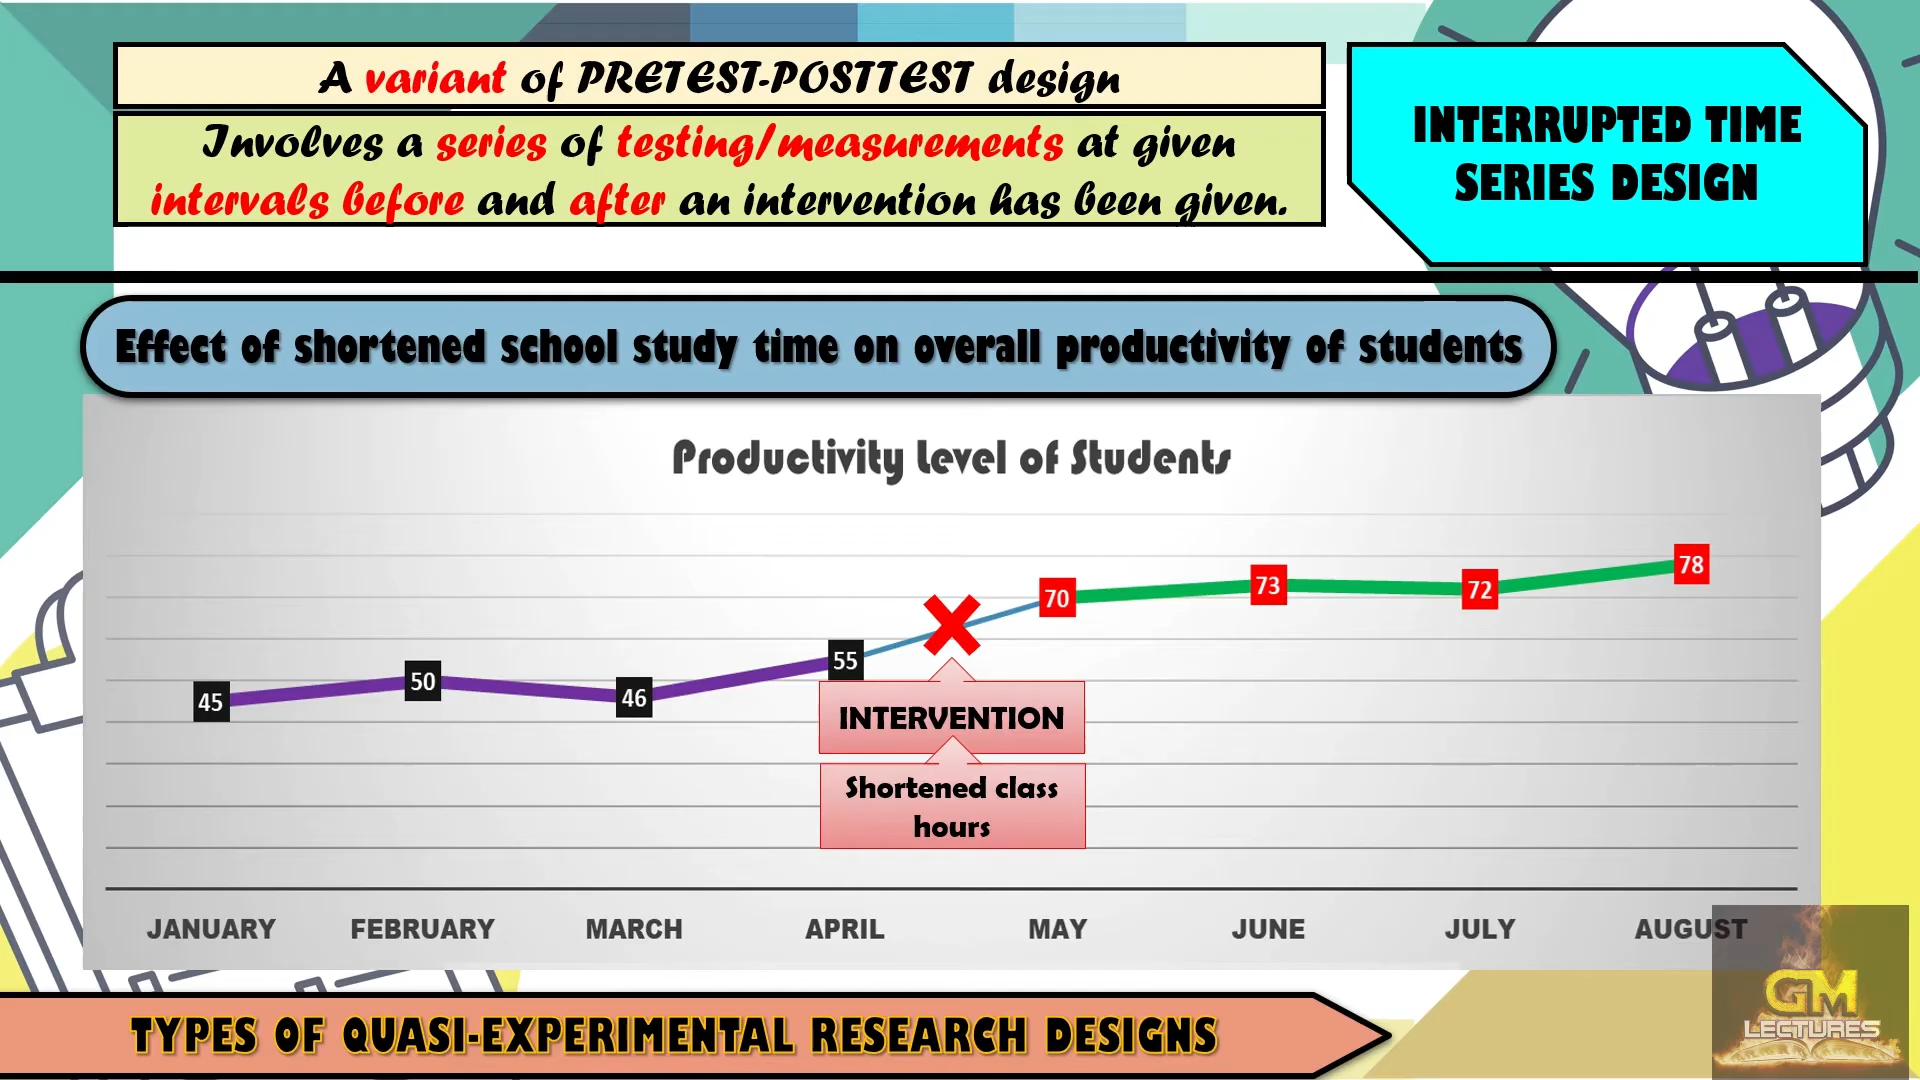 A variant of PRETEST-POSTTEST design
Involves a series of testing/measurements at given
intervals before and after an intervention has been given.
INTERRUPTED TIME
SERIES DESIGN
Effect of shortened school study time on overall productivity of students
Productivity Level of Students
45
50
46
55
70
73
72
78
INTERVENTION
Shortened class
hours
JANUARY
FEBRUARY
MARCH
APRIL
MAY
JUNE
JULY
AUGUST
TYPES OF QUASI-EXPERIMENTAL RESEARCH DESIGNS
GM
LECTURES